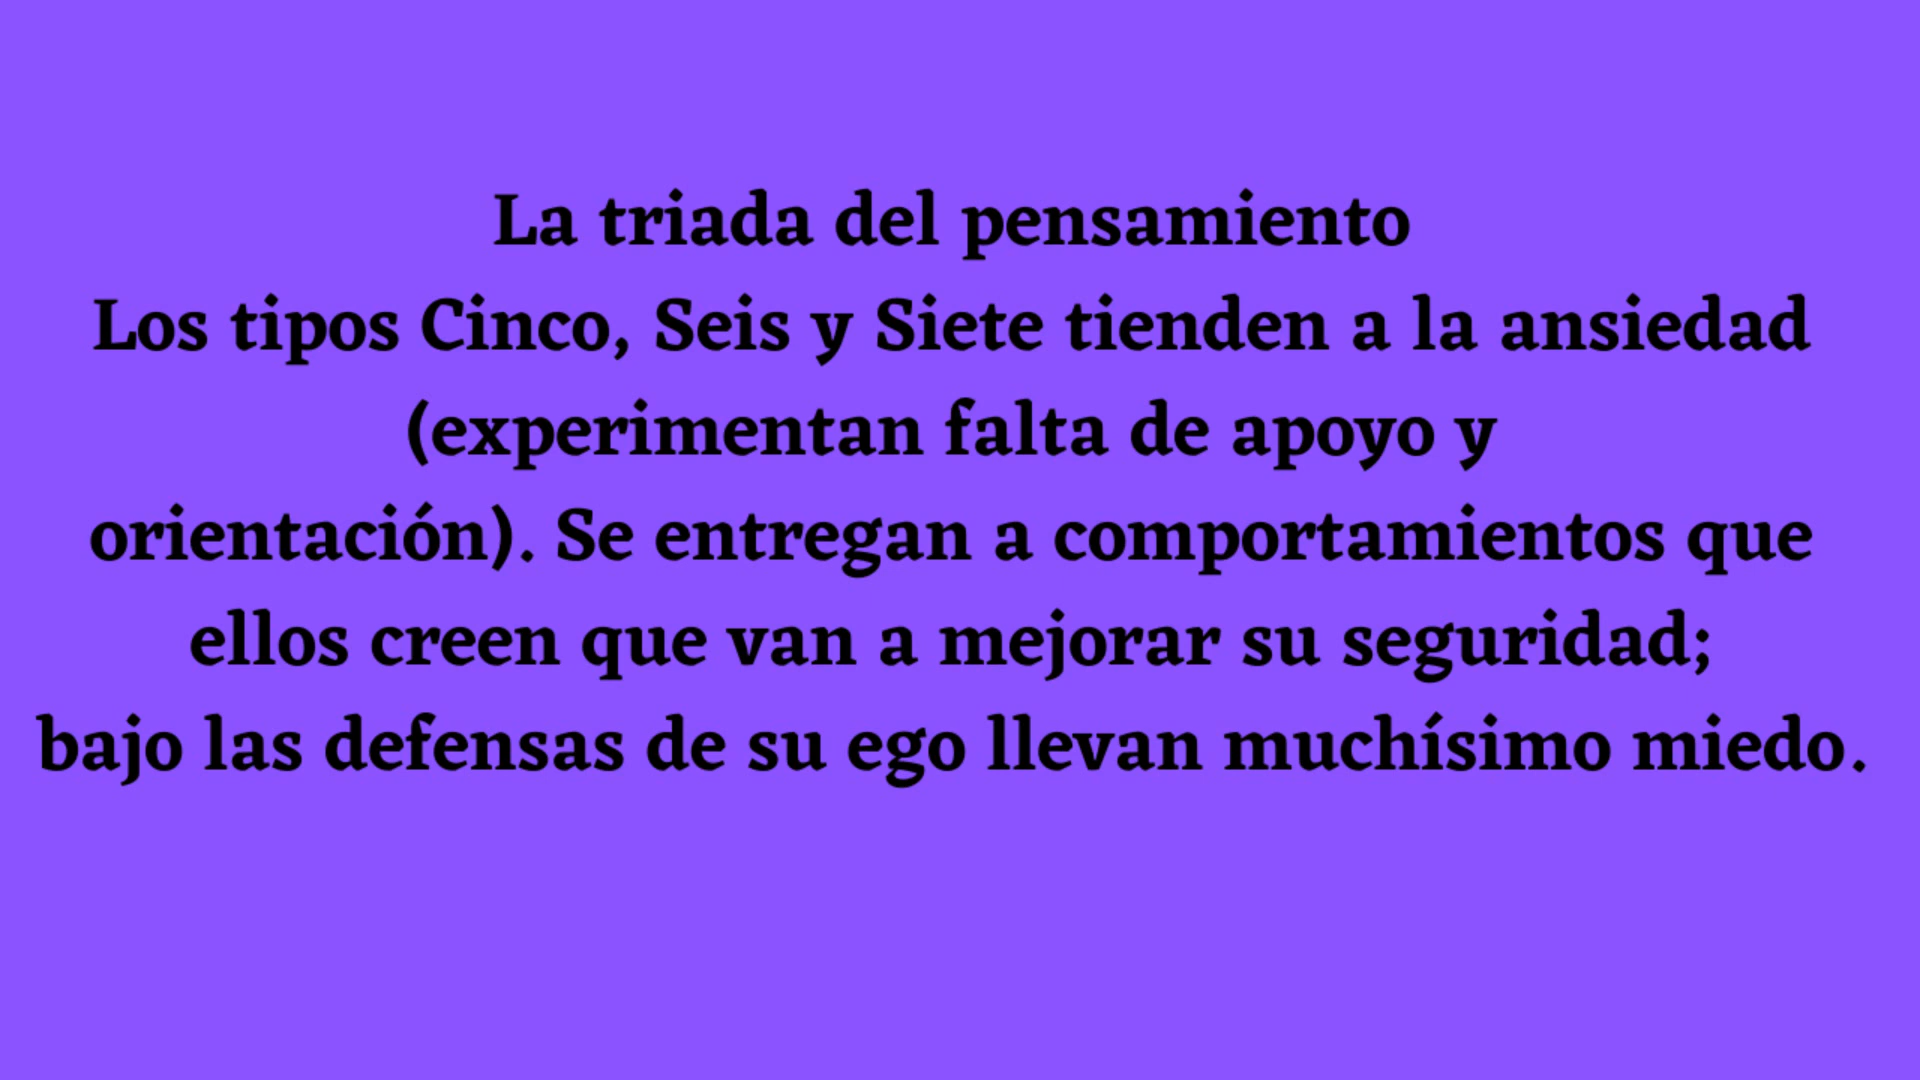 La triada del pensamiento
Los tipos Cinco, Seis y Siete tienden a la ansiedad
(experimentan falta de apoyo y
orientación). Se entregan a comportamientos que
ellos creen que van a mejorar su seguridad;
bajo las defensas de su ego llevan muchísimo miedo.